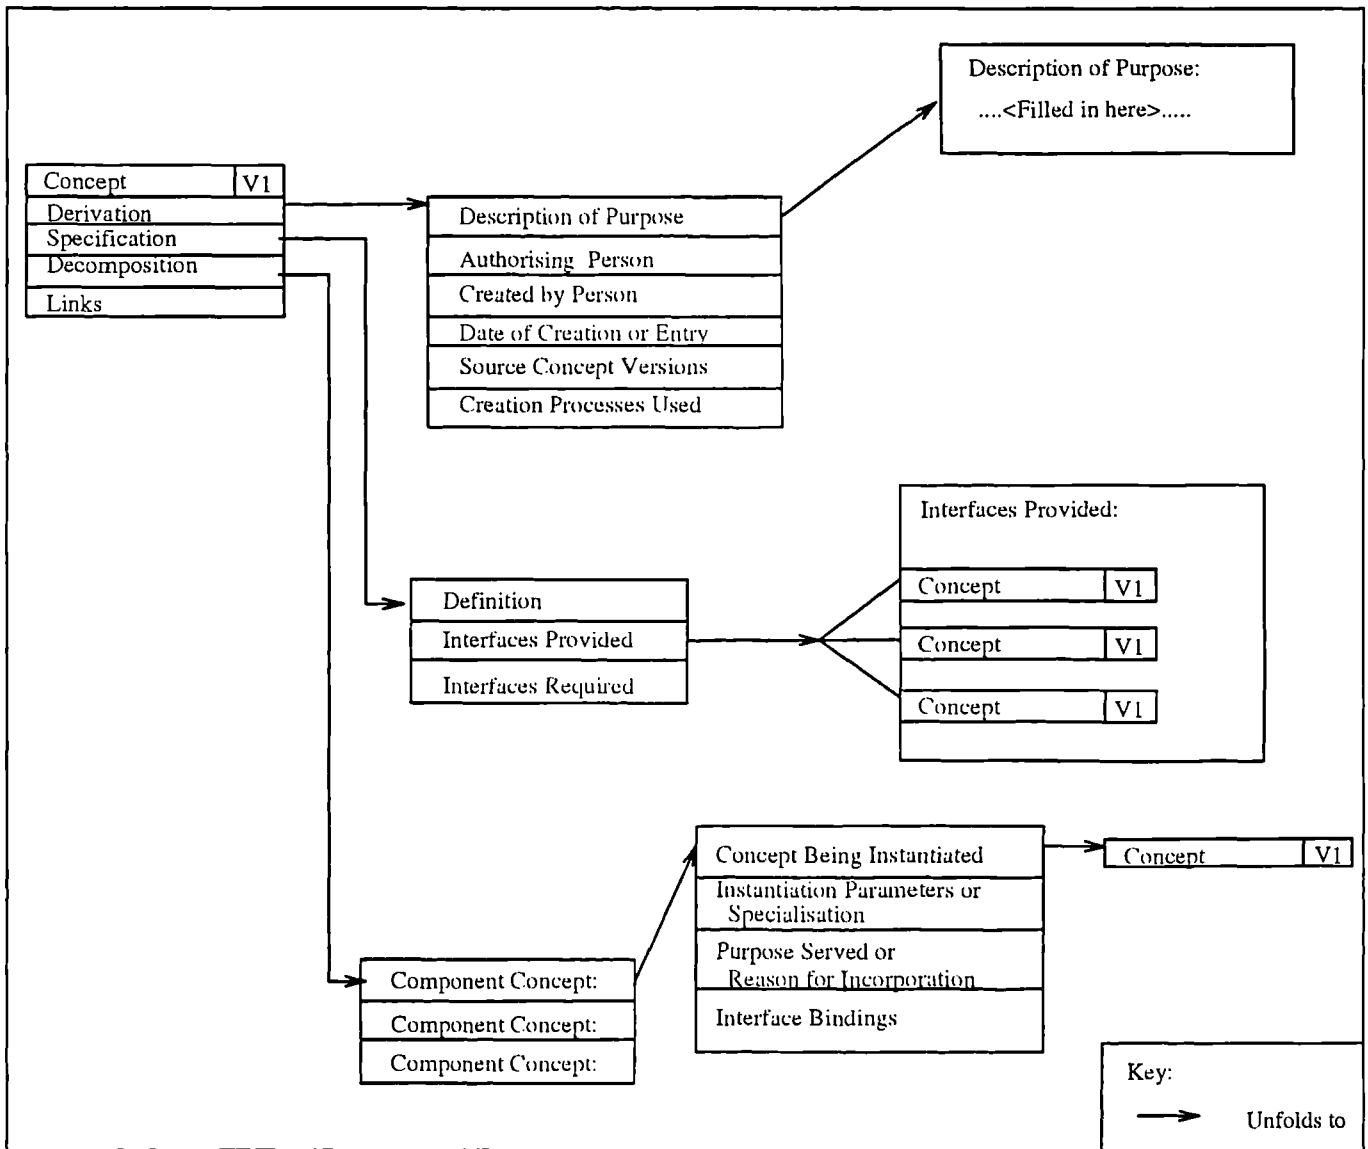 Description of Purpose:
....<Filled in here>.....
Concept V1
Derivation
Specification
Decomposition
Links
Description of Purpose
Authorising Person
Created by Person
Date of Creation or Entry
Source Concept Versions
Creation Processes Used
Interfaces Provided:
Concept V1
Concept V1
Concept V1
Definition
Interfaces Provided
Interfaces Required
Concept Being Instantiated
Instantiation Parameters or
Specialisation
Purpose Served or
Reason for Incorporation
Interface Bindings
Concept V1
Component Concept:
Component Concept:
Component Concept:
Key:
Unfolds to